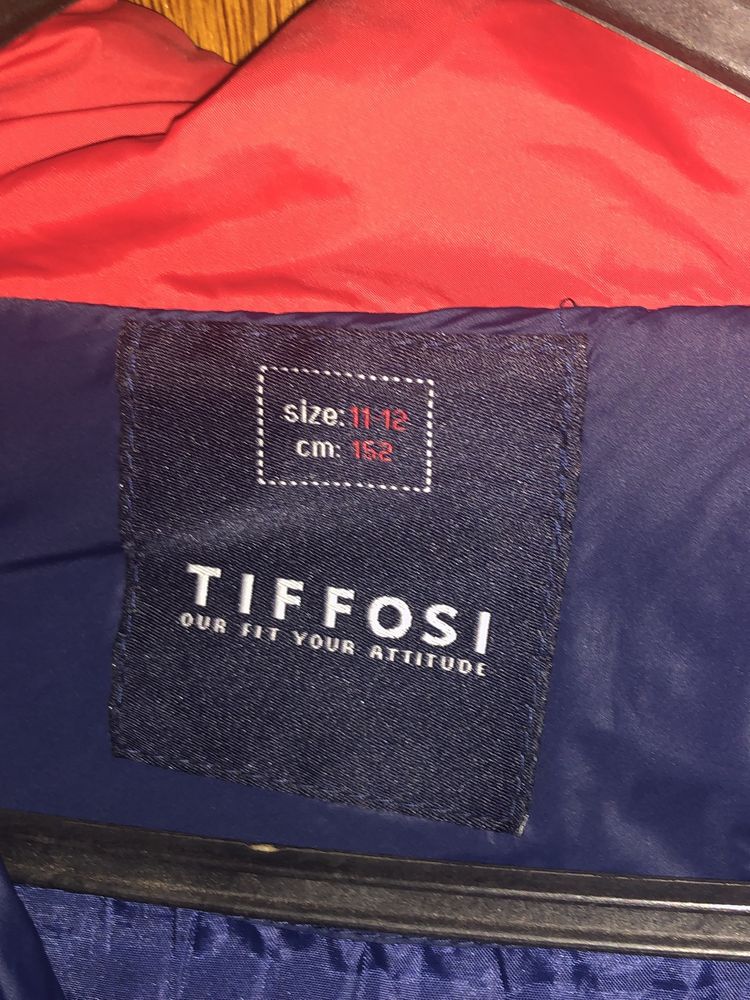 size: 11-12
cm: 152
TIFFOSI
OUR FIT YOUR ATTITUDE